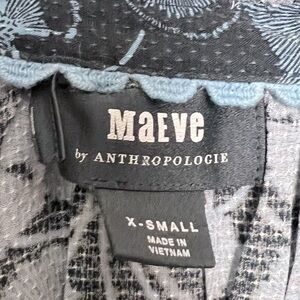 MAEVE
by ANTHROPOLOGIE
X-SMALL
MADE IN
VIETNAM